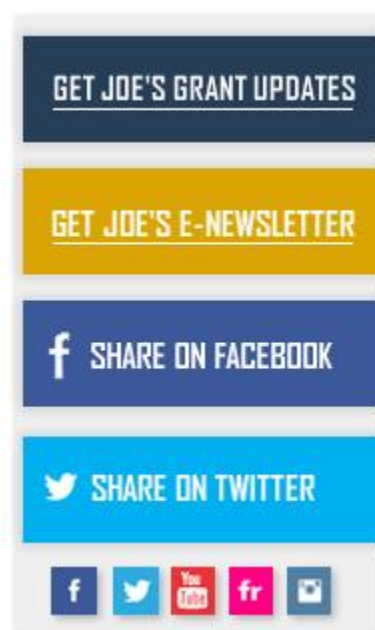 GET JOE'S GRANT UPDATES
GET JOE'S E-NEWSLETTER
f SHARE ON FACEBOOK
SHARE ON TWITTER
f You Tube fr